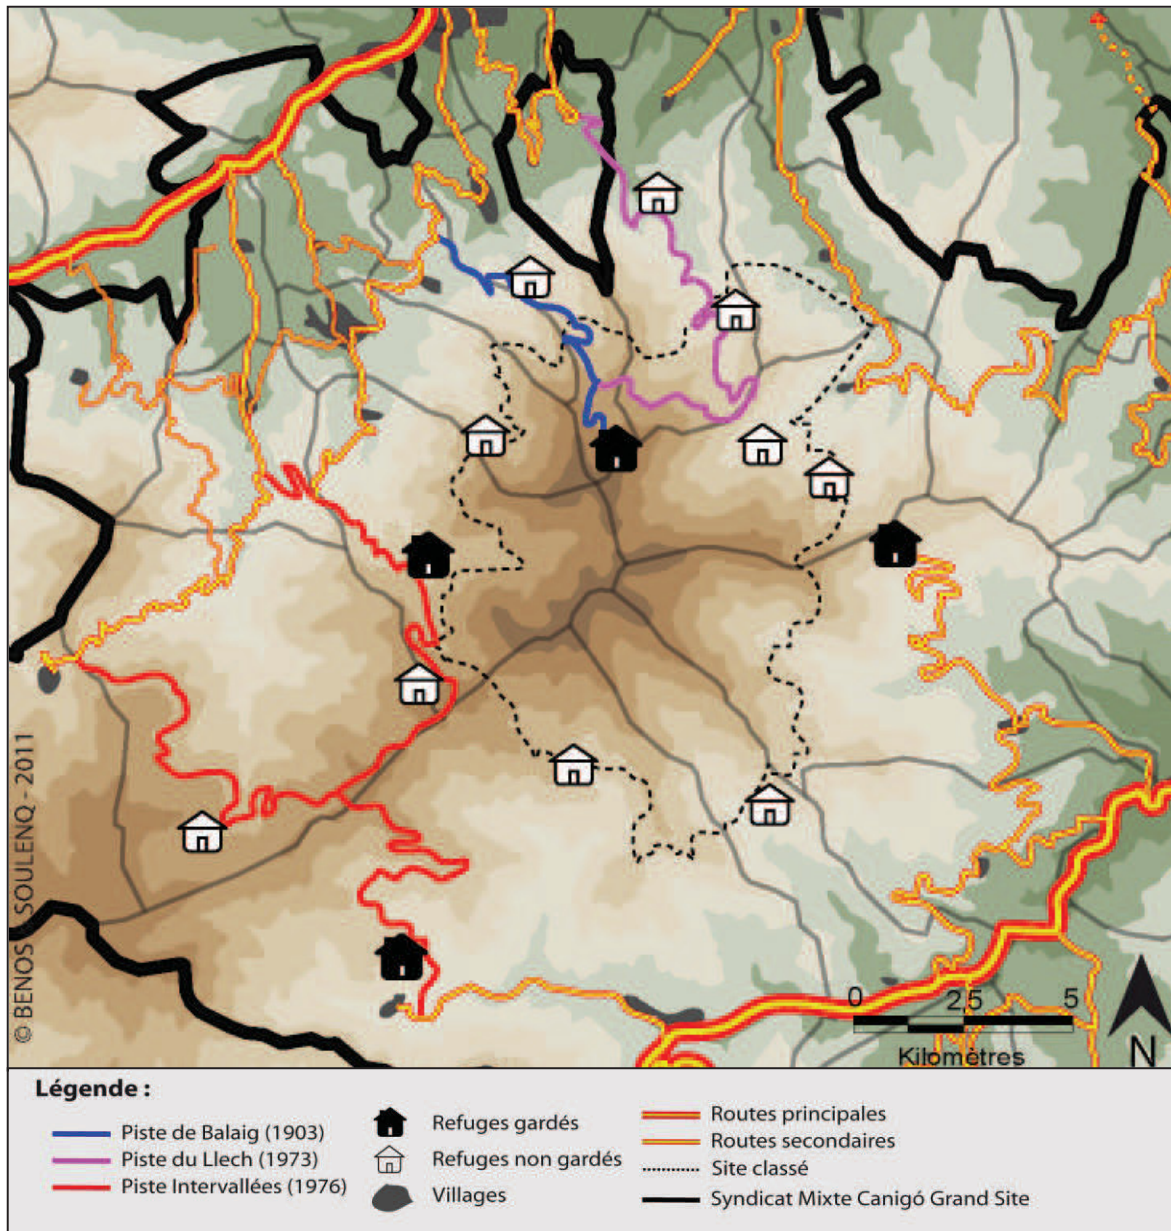 © BENOS SOULENQ - 2011
0 2,5 5
Kilomètres
N
Légende :
Piste de Balaig (1903)
Piste du Llech (1973)
Piste Intervallées (1976)
Refuges gardés
Refuges non gardés
Villages
Routes principales
Routes secondaires
Site classé
Syndicat Mixte Canigó Grand Site